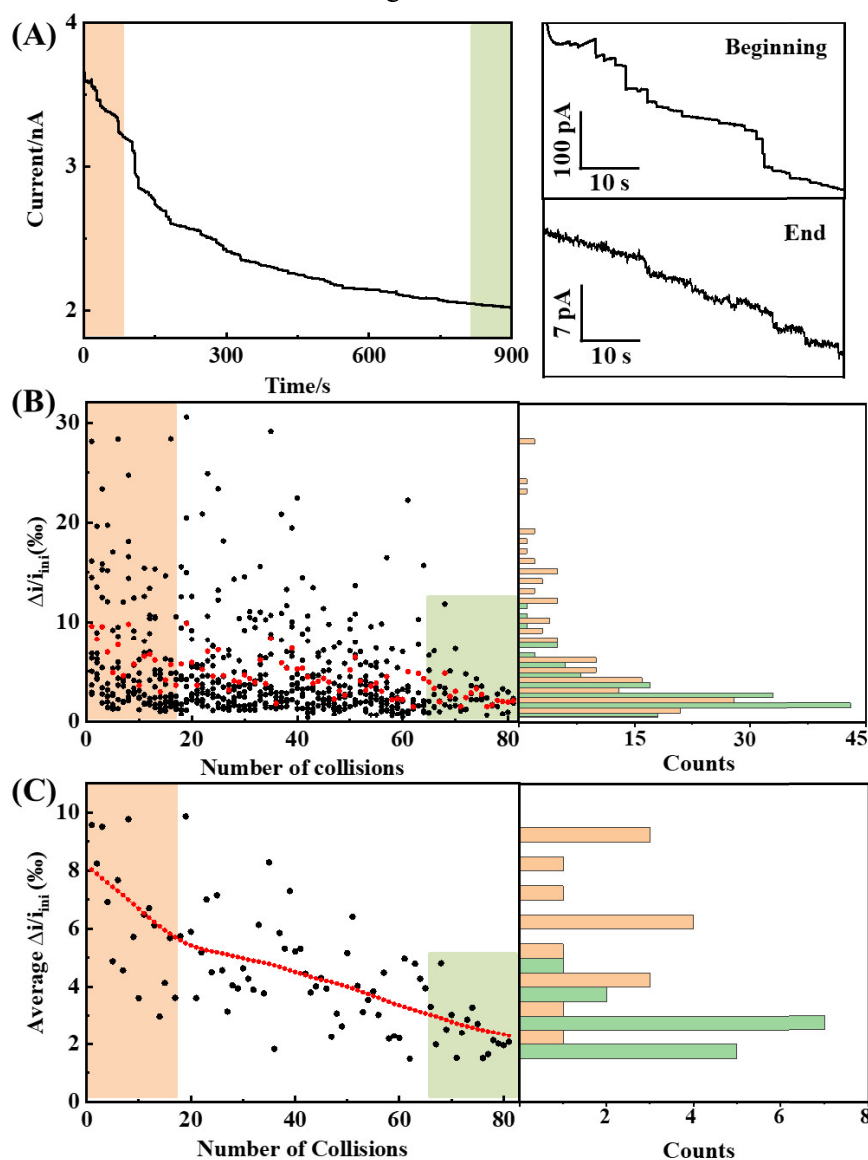 (A)
4
3
2
Current/nA
0
300
600
900
Time/s
Beginning
100 pA
10 s
End
7 pA
10 s
(B)
30
20
10
0
Δi/i_ini(‰)
0
20
40
60
80
Number of collisions
15
30
45
Counts
(C)
10
8
6
4
2
0
Average Δi/i_ini(‰)
0
20
40
60
80
Number of Collisions
2
4
6
8
Counts